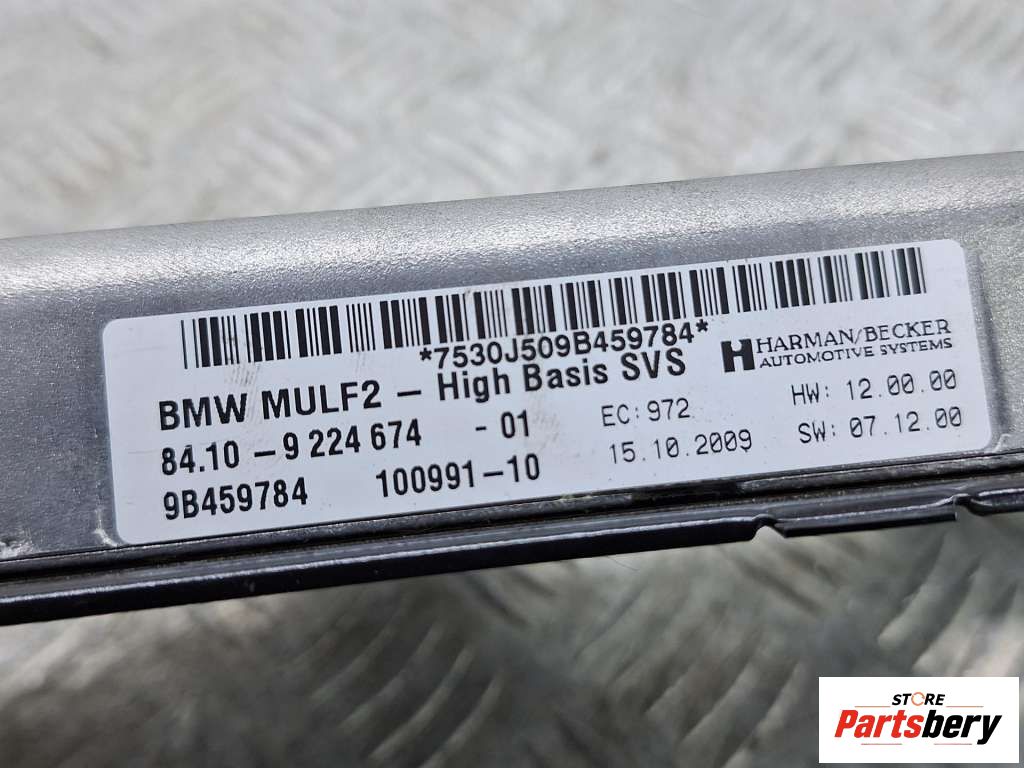 *7530J509B459784*
BMW MULF2 – High Basis SVS
HARMAN/BECKER
AUTOMOTIVE SYSTEMS
84.10 – 9 224 674 - 01
EC: 972
HW: 12.00.00
9B459784 100991-10
15.10.2009
SW: 07.12.00
STORE
Partsbery